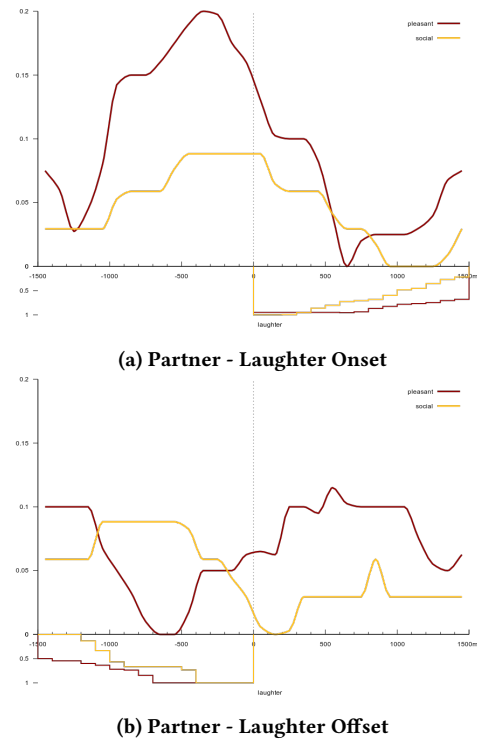 0.2
pleasant
social
0.15
0.1
0.05
0
-1500 -1000 -500 0 500 1000 1500m
0.5
1
laughter
(a) Partner - Laughter Onset
0.2
pleasant
social
0.15
0.1
0.05
0
-1500 -1000 -500 0 500 1000 1500m
0.5
1
laughter
(b) Partner - Laughter Offset